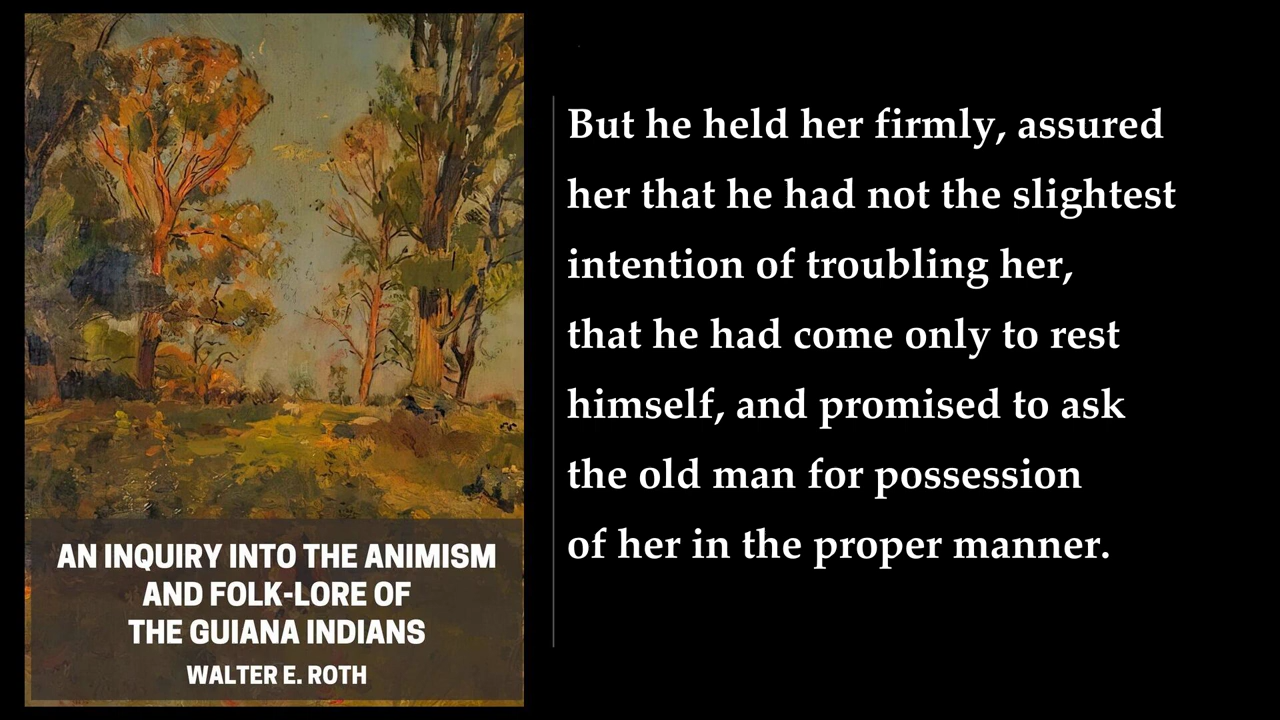 But he held her firmly, assured
her that he had not the slightest
intention of troubling her,
that he had come only to rest
himself, and promised to ask
the old man for possession
of her in the proper manner.
AN INQUIRY INTO THE ANIMISM
AND FOLK-LORE OF
THE GUIANA INDIANS
WALTER E. ROTH